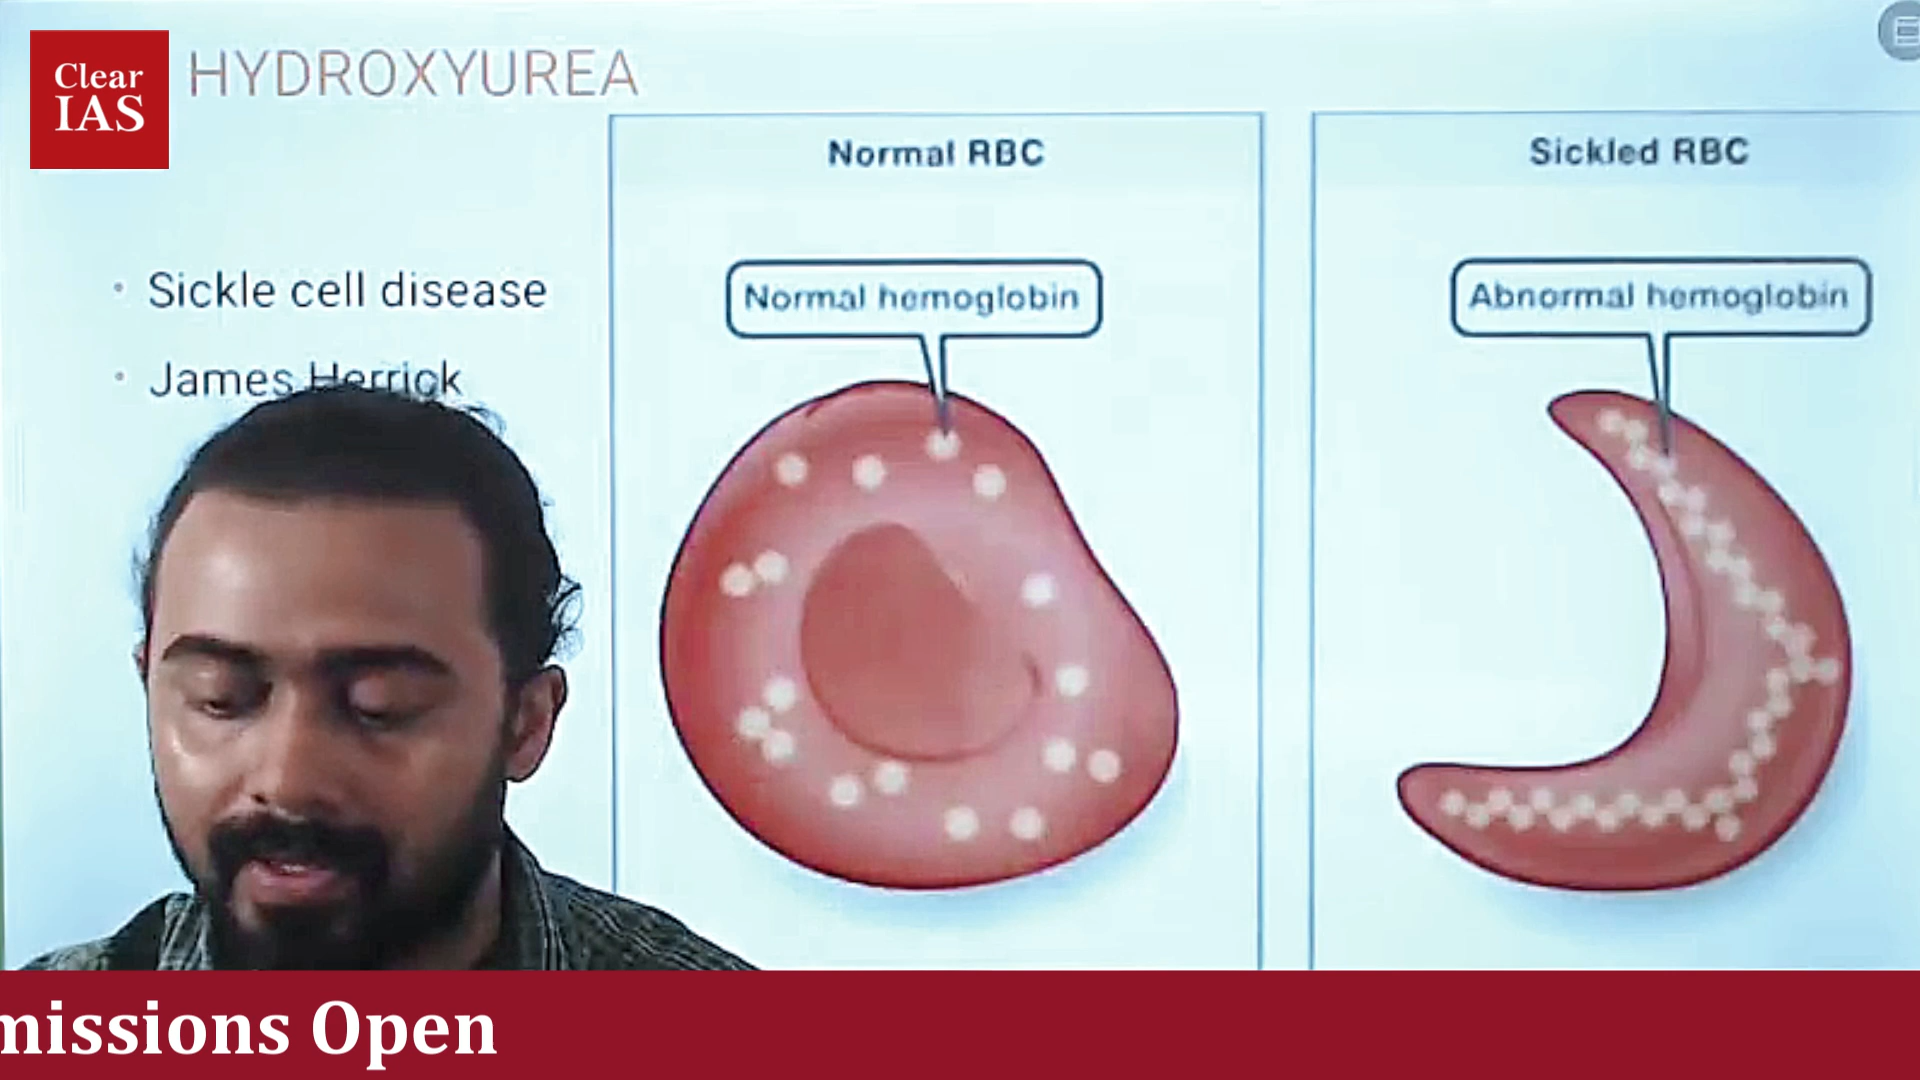 Clear
IAS
HYDROXYUREA
• Sickle cell disease
• James Herrick
Normal RBC
Normal hemoglobin
Sickled RBC
Abnormal hemoglobin
missions Open